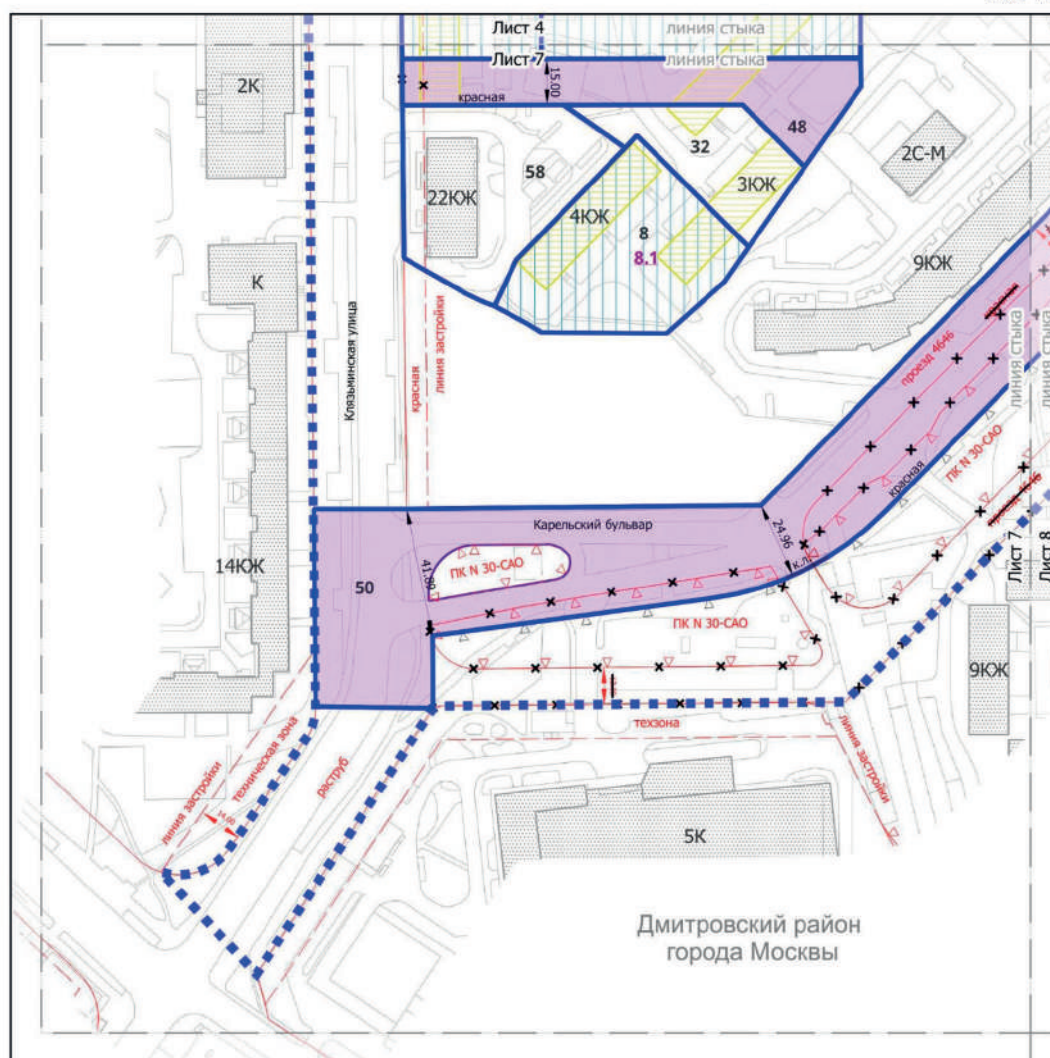 Лист 4
линия стыка
Лист 7
линия стыка
2К
красная
15.00
48
32
2С-М
58
22КЖ
3КЖ
4КЖ
8
8.1
9КЖ
К
Клязьминская улица
красная
линия застройки
проезд 4646
линия стыка
линия стыка
красная
ПК N 30-САО
Карельский бульвар
24.96
к.л.
41.80
ПК N 30-САО
14КЖ
50
ПК N 30-САО
Лист 7
Лист 8
9КЖ
техзона
линия застройки
техническая зона
линия застройки
раструб
14.00
5К
Дмитровский район
города Москвы